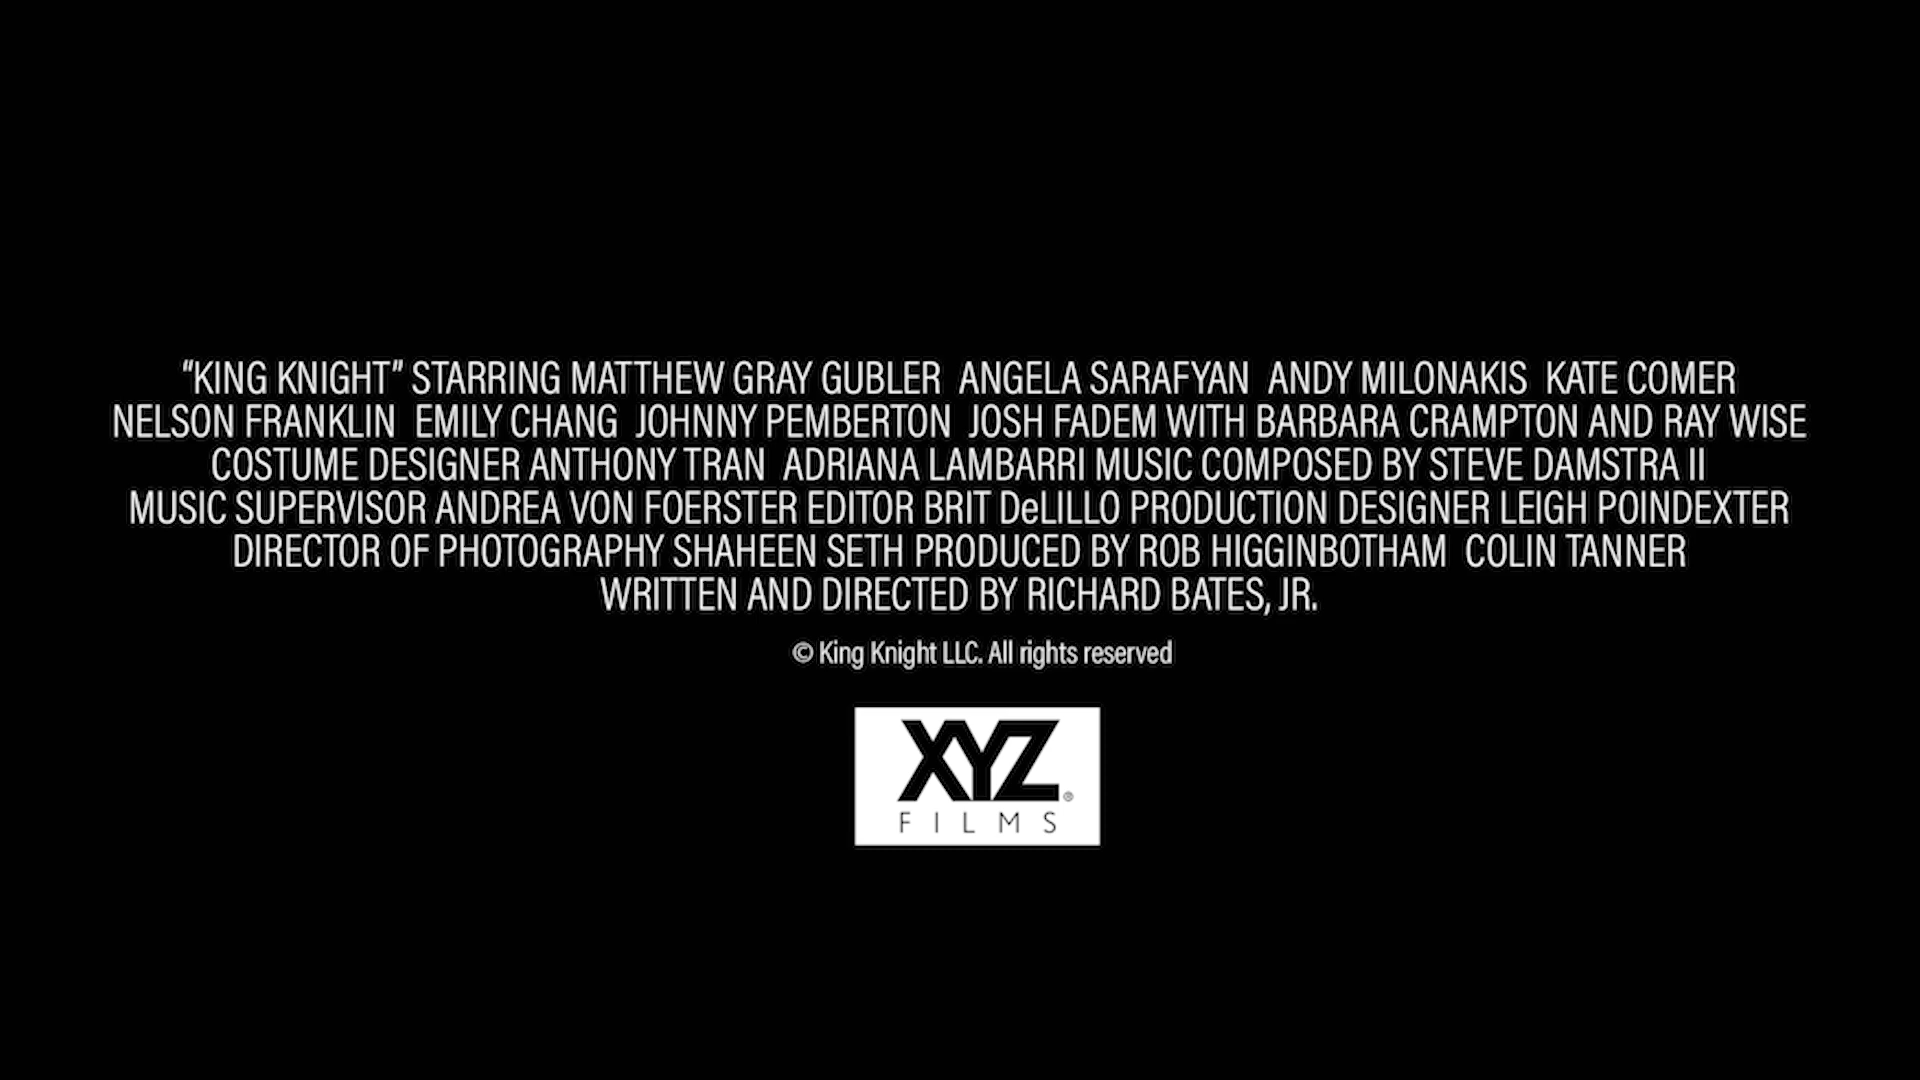 “KING KNIGHT” STARRING MATTHEW GRAY GUBLER ANGELA SARAFYAN ANDY MILONAKIS KATE COMER
NELSON FRANKLIN EMILY CHANG JOHNNY PEMBERTON JOSH FADEM WITH BARBARA CRAMPTON AND RAY WISE
COSTUME DESIGNER ANTHONY TRAN ADRIANA LAMBARRI MUSIC COMPOSED BY STEVE DAMSTRA II
MUSIC SUPERVISOR ANDREA VON FOERSTER EDITOR BRIT DeLILLO PRODUCTION DESIGNER LEIGH POINDEXTER
DIRECTOR OF PHOTOGRAPHY SHAHEEN SETH PRODUCED BY ROB HIGGINBOTHAM COLIN TANNER
WRITTEN AND DIRECTED BY RICHARD BATES, JR.
© King Knight LLC. All rights reserved
XYZ®
FILMS